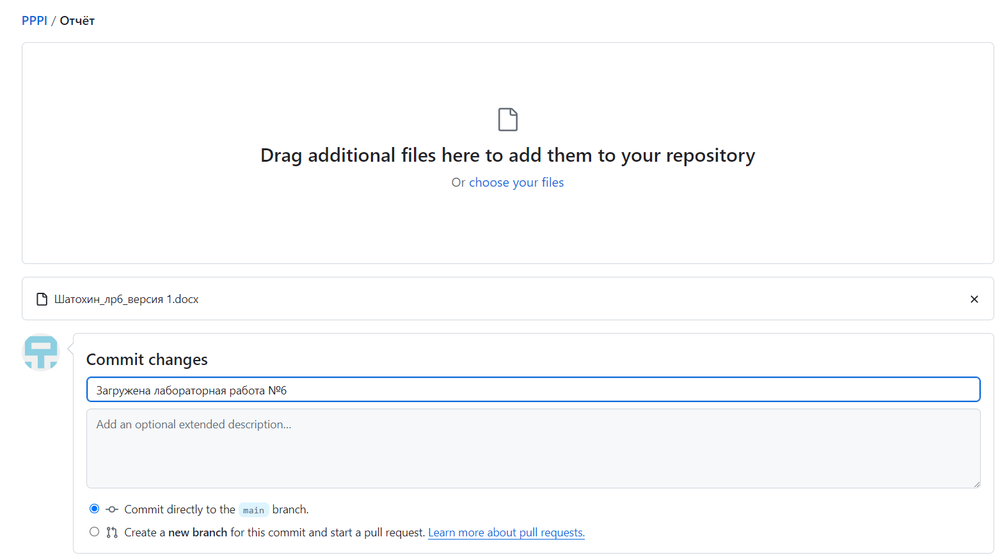 PPPI / Отчёт
Drag additional files here to add them to your repository
Or choose your files
Шатохин_лр6_версия 1.docx
Commit changes
Загружена лабораторная работа №6
Add an optional extended description...
Commit directly to the main branch.
Create a new branch for this commit and start a pull request. Learn more about pull requests.